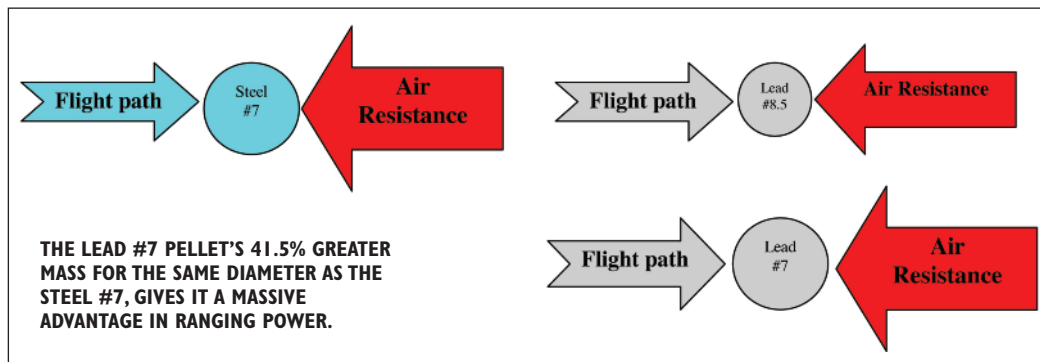 Flight path
Steel
#7
Air
Resistance
THE LEAD #7 PELLET'S 41.5% GREATER
MASS FOR THE SAME DIAMETER AS THE
STEEL #7, GIVES IT A MASSIVE
ADVANTAGE IN RANGING POWER.
Flight path
Lead
#8.5
Air Resistance
Flight path
Lead
#7
Air
Resistance